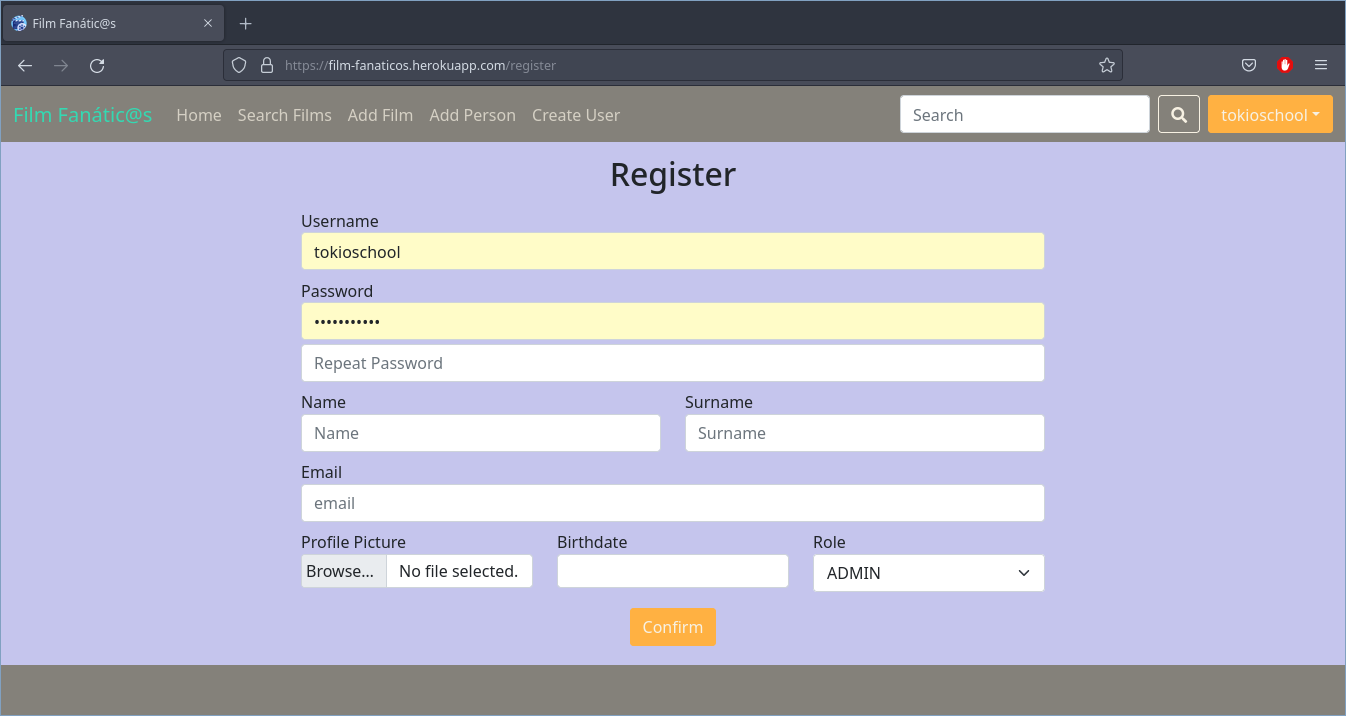 Film Fanátic@s
https://film-fanaticos.herokuapp.com/register
Film Fanátic@s Home Search Films Add Film Add Person Create User Search tokioschool
Register
Username
tokioschool
Password
•••••••••••
Repeat Password
Name Surname
Name Surname
Email
email
Profile Picture Birthdate Role
Browse... No file selected. ADMIN
Confirm